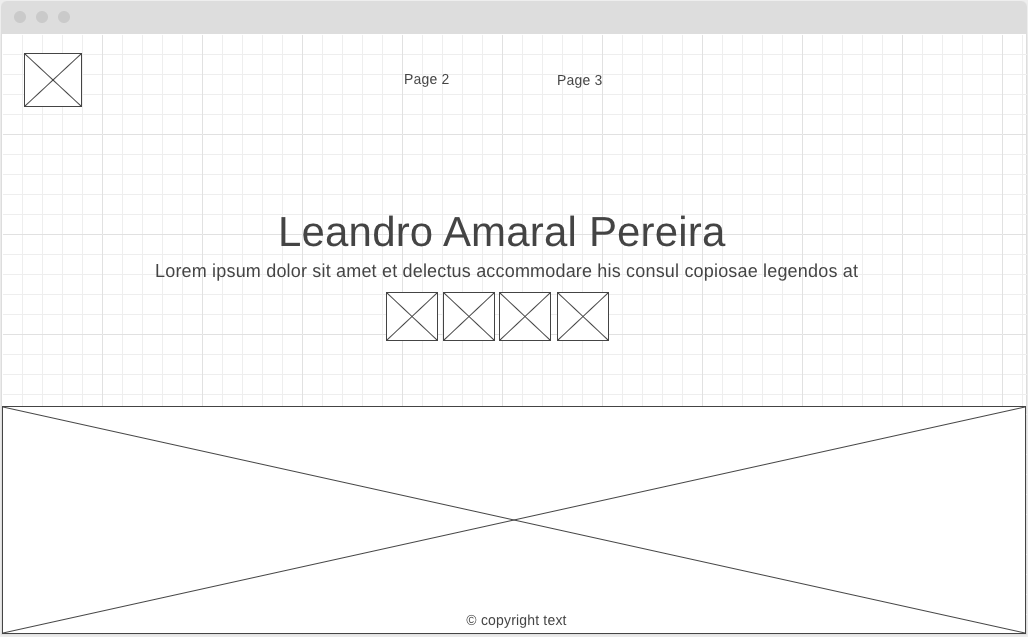 Page 2
Page 3
Leandro Amaral Pereira
Lorem ipsum dolor sit amet et delectus accommodare his consul copiosae legendos at
© copyright text